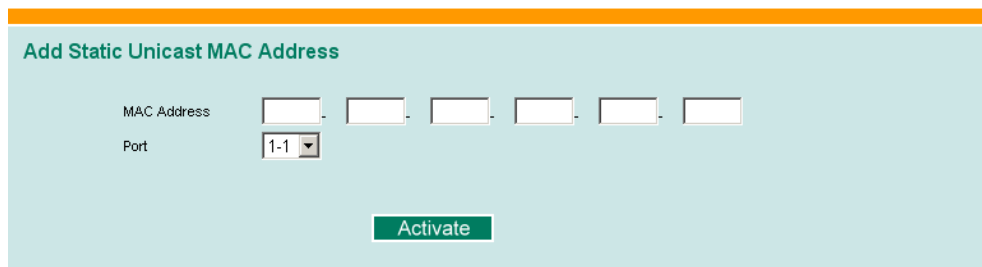 Add Static Unicast MAC Address
MAC Address - - - - -
Port 1-1
Activate